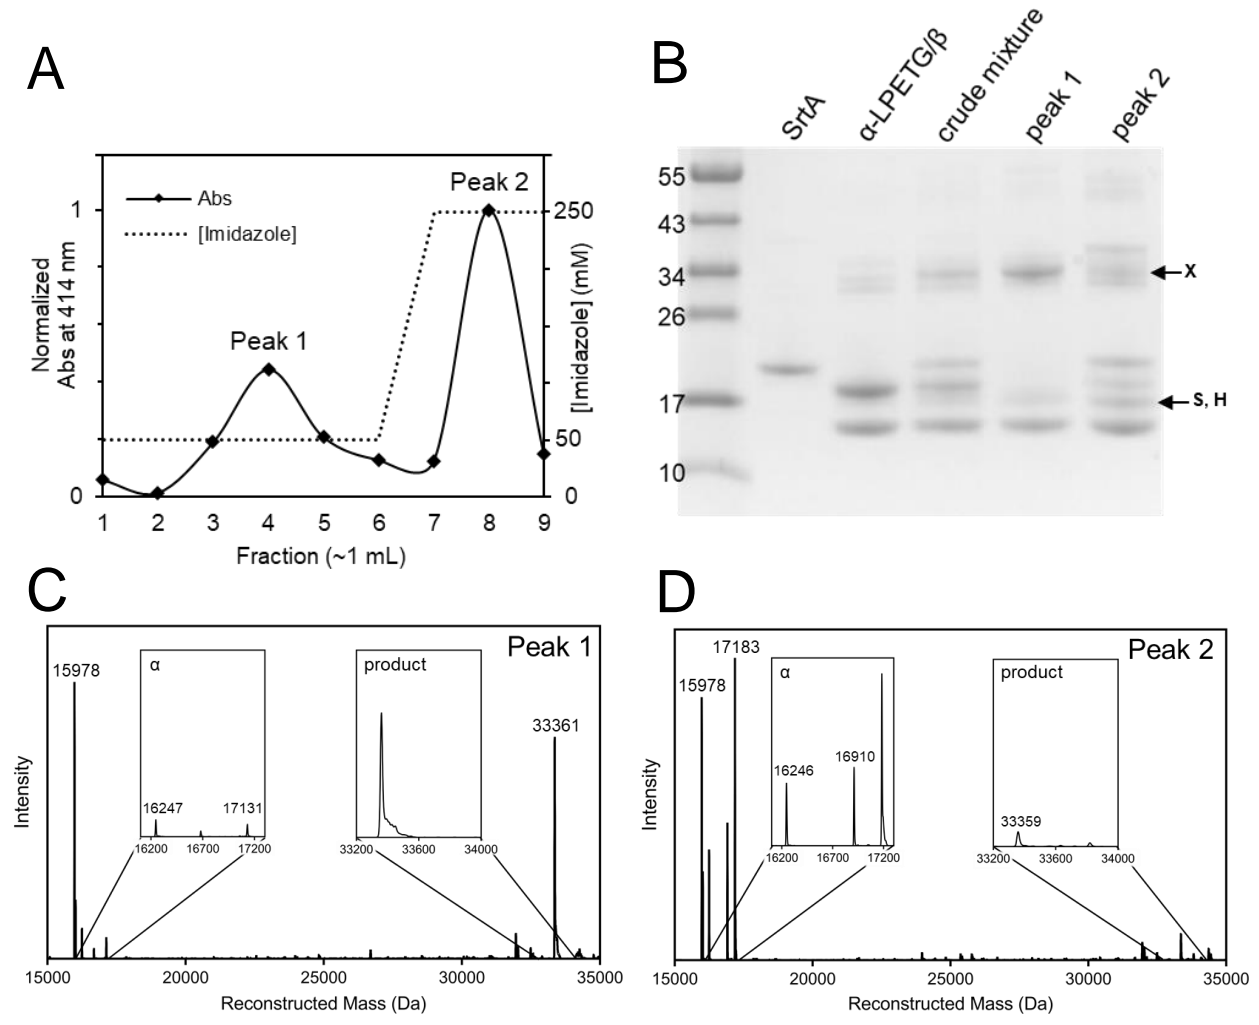 A
Peak 2
Abs
[Imidazole]
Peak 1
1
0
250
50
0
Normalized
Abs at 414 nm
[Imidazole] (mM)
1 2 3 4 5 6 7 8 9
Fraction (~1 mL)
B
SrtA
α-LPETG/β
crude mixture
peak 1
peak 2
55
43
34
26
17
10
X
S, H
C
Peak 1
15978
α
16247
17131
16200 16700 17200
product
33200 33600 34000
33361
Intensity
15000 20000 25000 30000 35000
Reconstructed Mass (Da)
D
Peak 2
17183
15978
α
16246
16910
16200 16700 17200
product
33359
33200 33600 34000
Intensity
15000 20000 25000 30000 35000
Reconstructed Mass (Da)